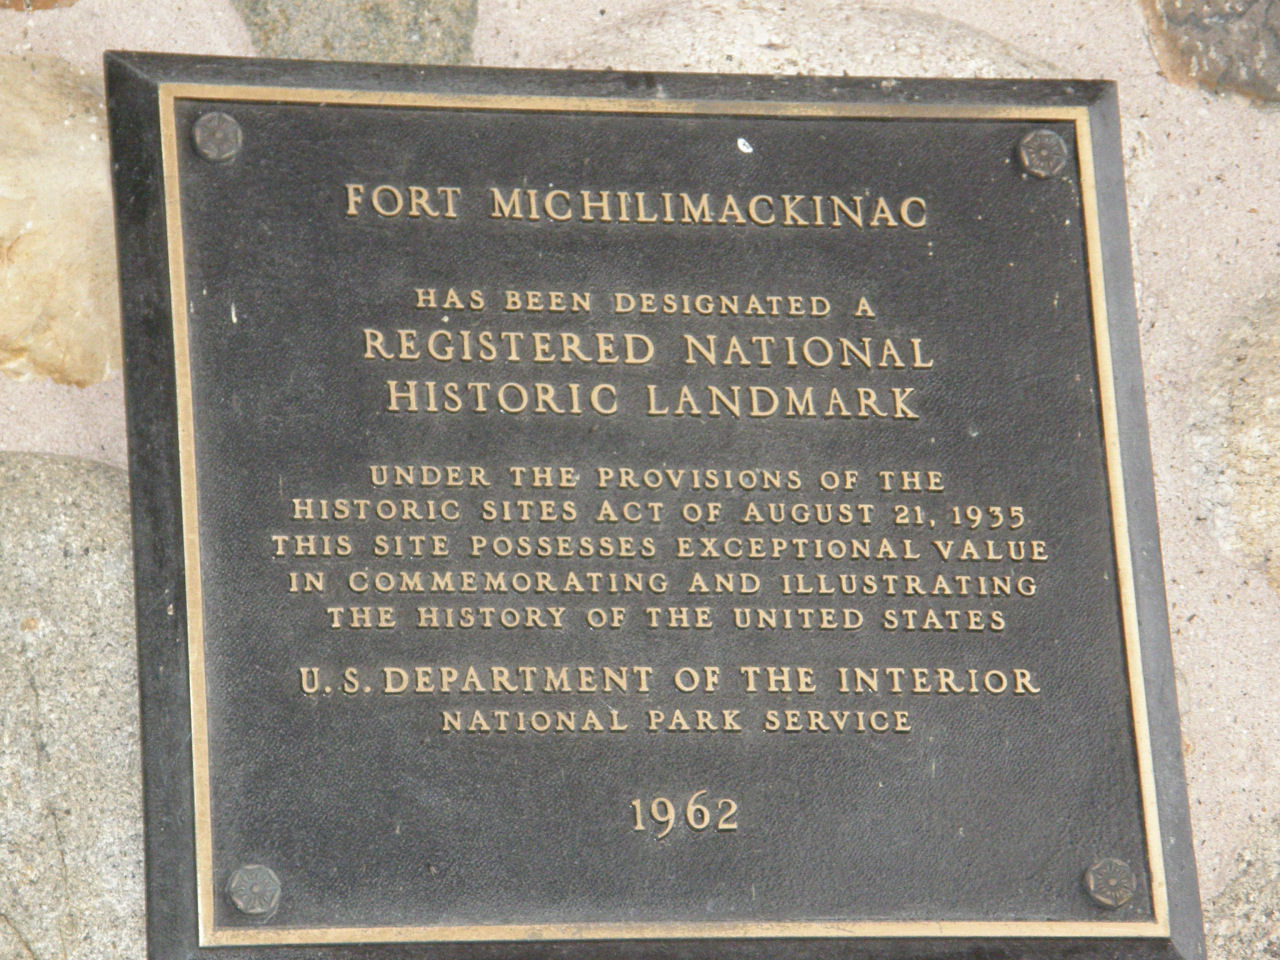 FORT MICHILIMACKINAC
HAS BEEN DESIGNATED A
REGISTERED NATIONAL
HISTORIC LANDMARK
UNDER THE PROVISIONS OF THE
HISTORIC SITES ACT OF AUGUST 21, 1935
THIS SITE POSSESSES EXCEPTIONAL VALUE
IN COMMEMORATING AND ILLUSTRATING
THE HISTORY OF THE UNITED STATES
U.S. DEPARTMENT OF THE INTERIOR
NATIONAL PARK SERVICE
1962